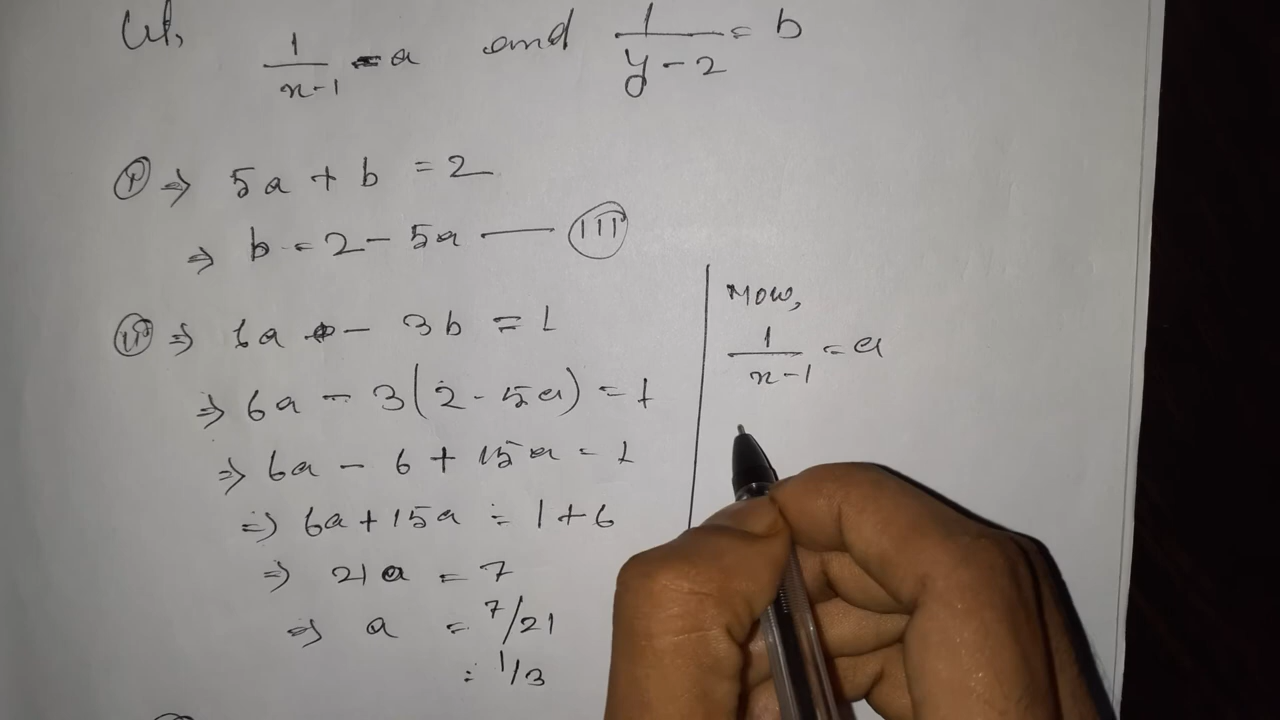 Let,
1/x-1 = a and 1/y-2 = b
(I) ⇒ 5a + b = 2
⇒ b = 2 - 5a — (III)
(II) ⇒ 6a - 3b = 1
⇒ 6a - 3(2 - 5a) = 1
⇒ 6a - 6 + 15a = 1
⇒ 6a + 15a = 1 + 6
⇒ 21a = 7
⇒ a = 7/21
= 1/3
Now,
1/x-1 = a